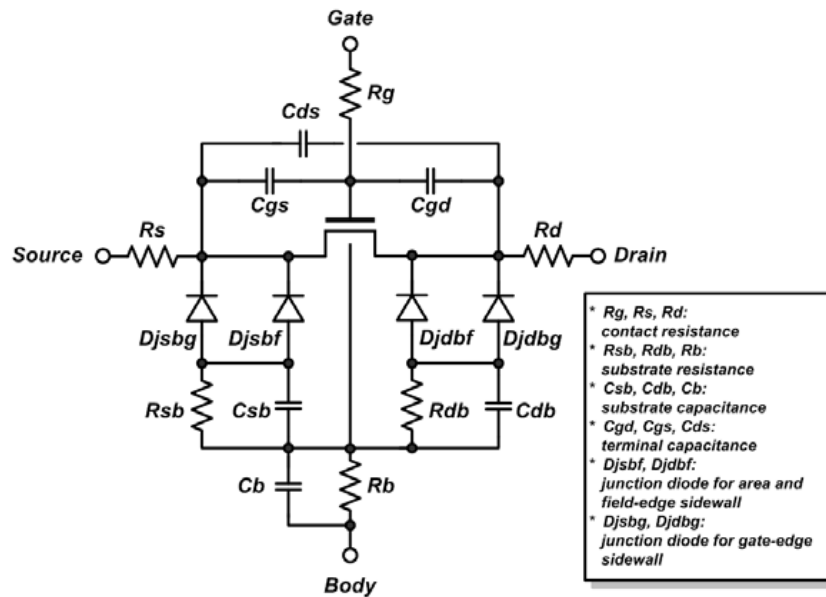 Gate
Rg
Cds
Cgs
Cgd
Rs
Rd
Source
Drain
Djsbg
Djsbf
Djdbf
Djdbg
Rsb
Csb
Rdb
Cdb
Cb
Rb
Body
* Rg, Rs, Rd:
contact resistance
* Rsb, Rdb, Rb:
substrate resistance
* Csb, Cdb, Cb:
substrate capacitance
* Cgd, Cgs, Cds:
terminal capacitance
* Djsbf, Djdbf:
junction diode for area and
field-edge sidewall
* Djsbg, Djdbg:
junction diode for gate-edge
sidewall